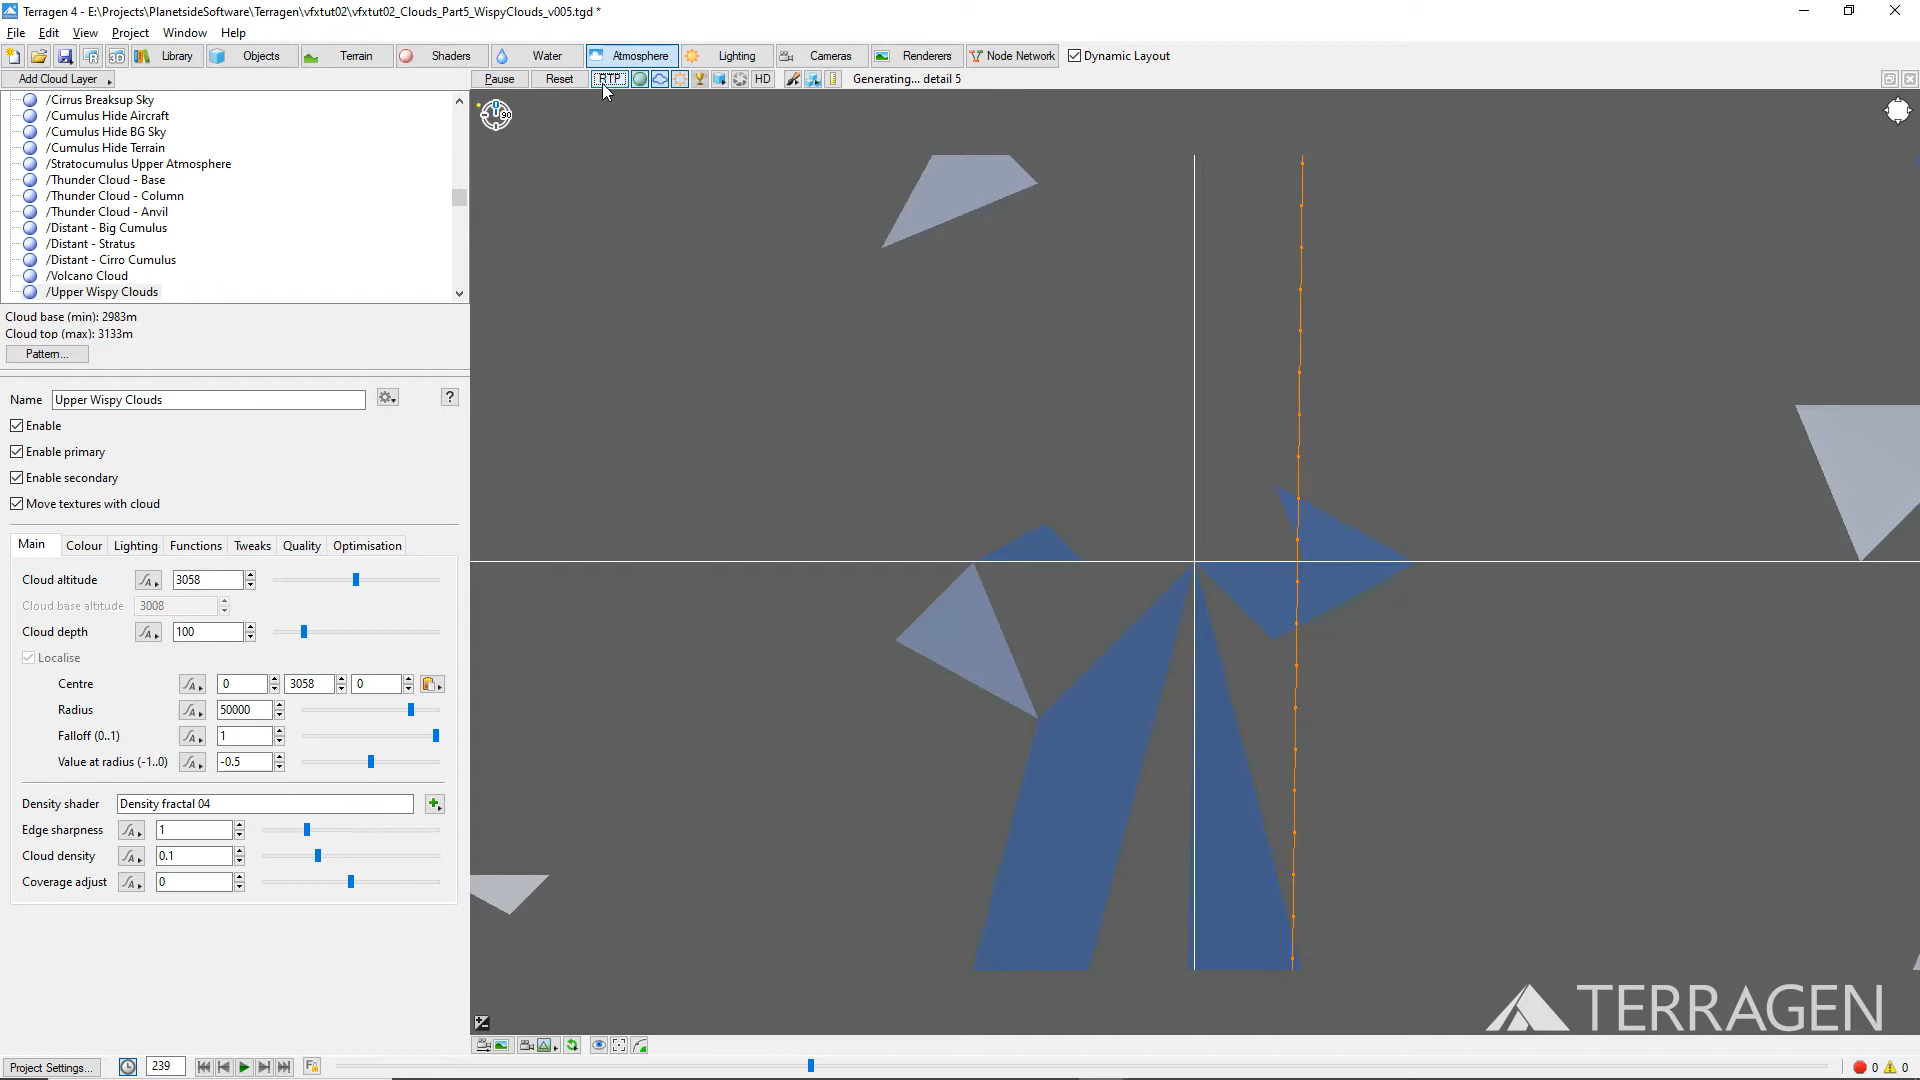 Terragen 4 - E:\Projects\PlanetsideSoftware\Terragen\vfxtut02\vfxtut02_Clouds_Part5_WispyClouds_v005.tgd *
File Edit View Project Window Help
Library Objects Terrain Shaders Water Atmosphere Lighting Cameras Renderers Node Network Dynamic Layout
Add Cloud Layer Pause Reset RTP HD Generating... detail 5
/Cirrus Breaksup Sky
/Cumulus Hide Aircraft
/Cumulus Hide BG Sky
/Cumulus Hide Terrain
/Stratocumulus Upper Atmosphere
/Thunder Cloud - Base
/Thunder Cloud - Column
/Thunder Cloud - Anvil
/Distant - Big Cumulus
/Distant - Stratus
/Distant - Cirro Cumulus
/Volcano Cloud
/Upper Wispy Clouds
Cloud base (min): 2983m
Cloud top (max): 3133m
Pattern...
Name Upper Wispy Clouds ?
Enable
Enable primary
Enable secondary
Move textures with cloud
Main Colour Lighting Functions Tweaks Quality Optimisation
Cloud altitude 3058
Cloud base altitude 3008
Cloud depth 100
Localise
Centre 0 3058 0
Radius 50000
Falloff (0..1) 1
Value at radius (-1..0) -0.5
Density shader Density fractal 04
Edge sharpness 1
Cloud density 0.1
Coverage adjust 0
90
TERRAGEN
Project Settings... 239 0 0